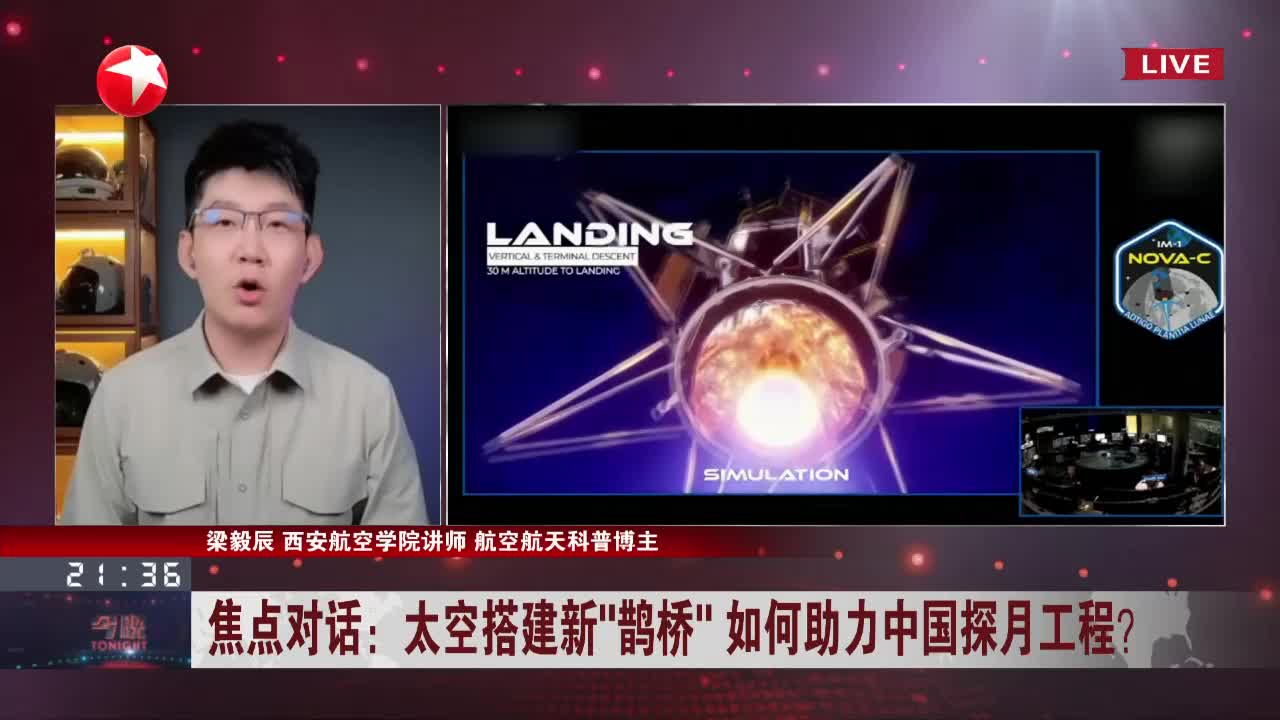 LIVE
LANDING
VERTICAL & TERMINAL DESCENT
30 M ALTITUDE TO LANDING
IM-1
NOVA-C
ADTIGO PLANITIA LUNAE
SIMULATION
梁毅辰 西安航空学院讲师 航空航天科普博主
21:36
今晚
TONIGHT
焦点对话：太空搭建新"鹊桥" 如何助力中国探月工程?